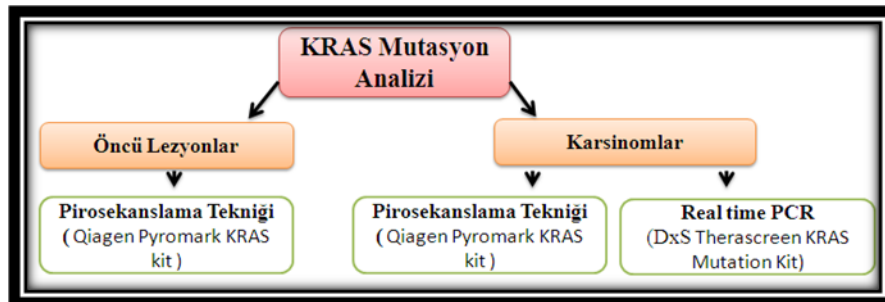 KRAS Mutasyon
Analizi
Öncü Lezyonlar
Karsinomlar
Pirosekanslama Tekniği
( Qiagen Pyromark KRAS
kit )
Pirosekanslama Tekniği
( Qiagen Pyromark KRAS
kit )
Real time PCR
(DxS Therascreen KRAS
Mutation Kit)